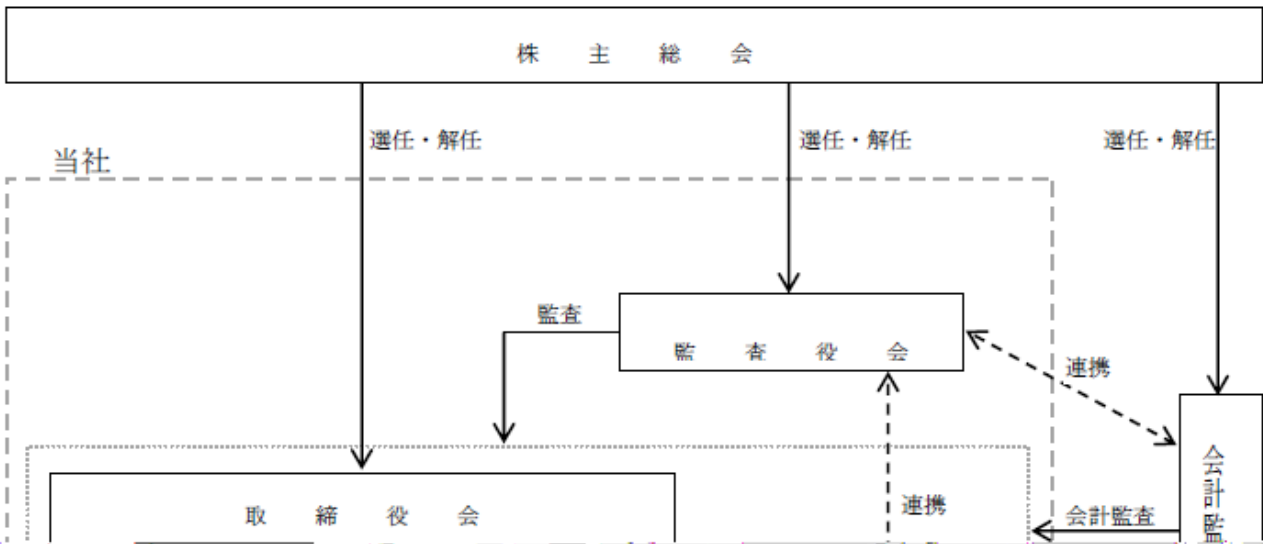 株主総会
選任・解任
選任・解任
選任・解任
当社
監査
監査役会
連携
取締役会
連携
会計監査
会計監